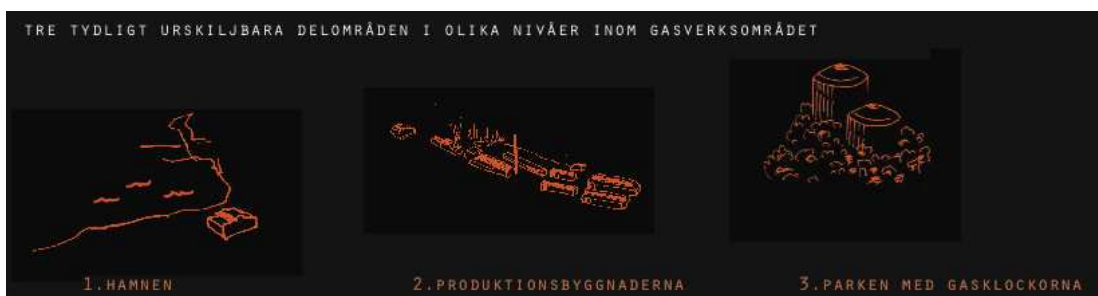 TRE TYDLIGT URSKILJBARA DELOMRÅDEN I OLIKA NIVÅER INOM GASVERKSOMRÅDET
1.HAMNEN
2.PRODUKTIONSBYGGNADERNA
3.PARKEN MED GASKLOCKORNA